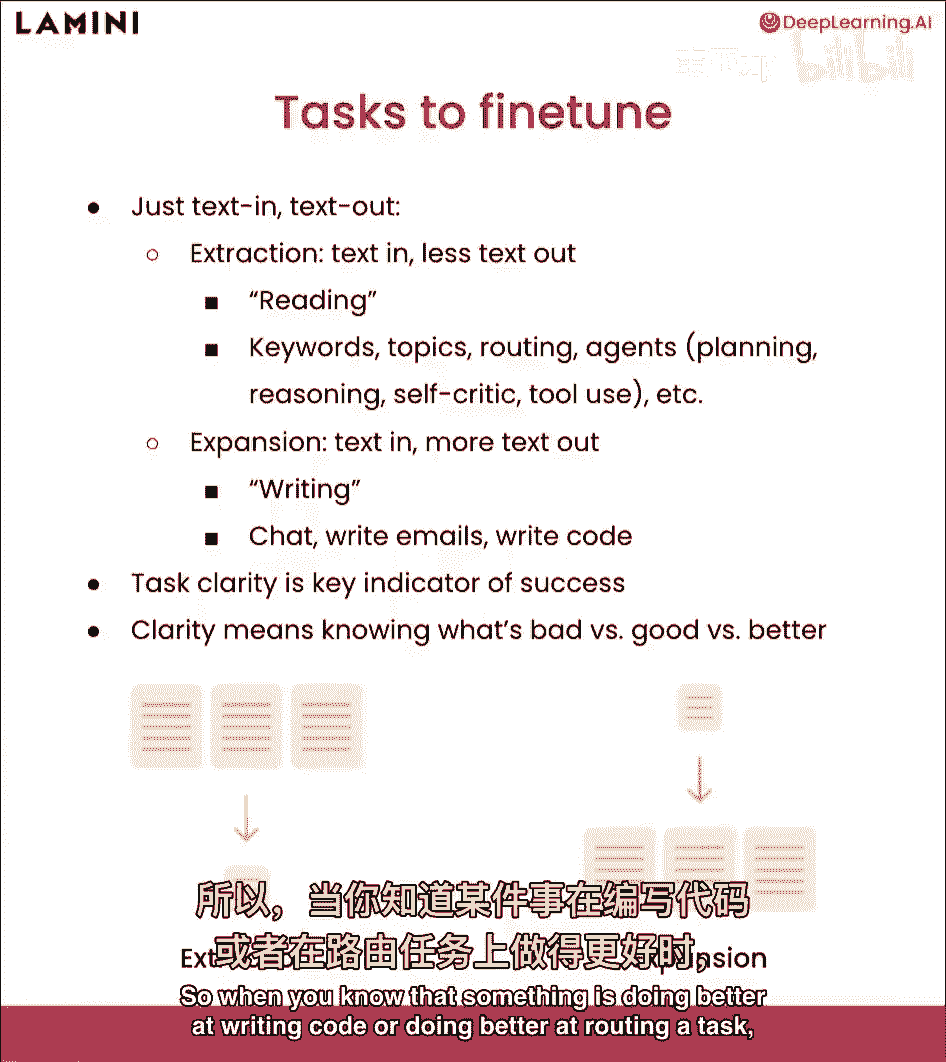 LAMINI
DeepLearning.AI
bilibili
Tasks to finetune
● Just text-in, text-out:
○ Extraction: text in, less text out
■ “Reading”
■ Keywords, topics, routing, agents (planning,
reasoning, self-critic, tool use), etc.
○ Expansion: text in, more text out
■ “Writing”
■ Chat, write emails, write code
● Task clarity is key indicator of success
● Clarity means knowing what’s bad vs. good vs. better
所以，当你知道某件事在编写代码
或者在路由任务上做得更好时，
So when you know that something is doing better
at writing code or doing better at routing a task,